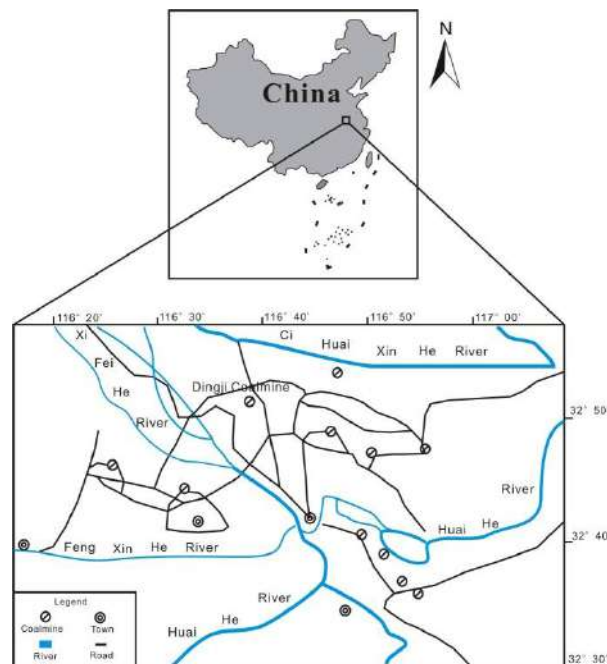 N
China
116° 20
116° 30
116° 40
116° 50
117° 00
Xi
Fei
He
River
Ci
Huai
Xin He River
Dingji Coalmine
32° 50
River
Huai He
Feng Xin He River
32° 40
River
Huai He
32° 30
Legend
Coalmine Town
River Road